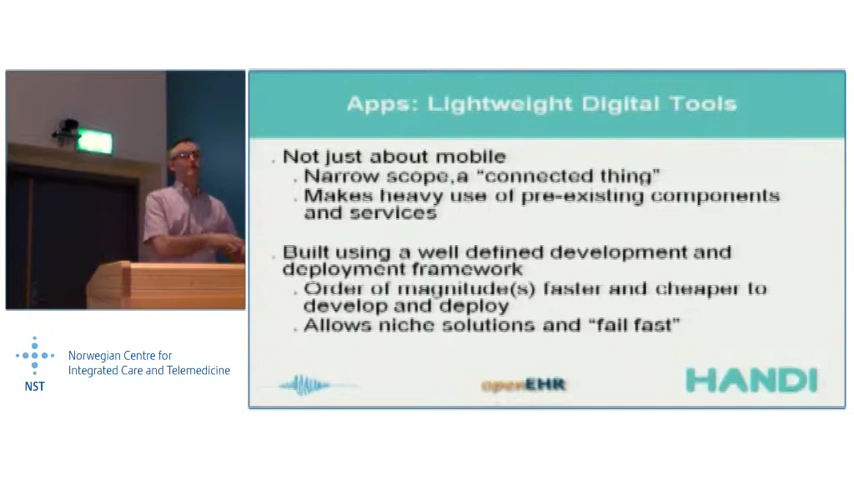 Apps: Lightweight Digital Tools
. Not just about mobile
. Narrow scope,a “connected thing”
. Makes heavy use of pre-existing components
and services
. Built using a well defined development and
deployment framework
. Order of magnitude(s) faster and cheaper to
develop and deploy
. Allows niche solutions and “fail fast”
openEHR
HANDI
Norwegian Centre for
Integrated Care and Telemedicine
NST